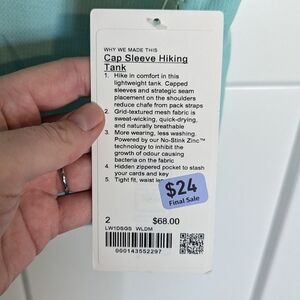 WHY WE MADE THIS
Cap Sleeve Hiking
Tank
1. Hike in comfort in this
lightweight tank. Capped
sleeves and strategic seam
placement on the shoulders
reduce chafe from pack straps
2. Grid-textured mesh fabric is
sweat-wicking, quick-drying,
and naturally breathable
3. More wearing, less washing.
Powered by our No-Stink Zinc™
technology to inhibit the
growth of odour causing
bacteria on the fabric
4. Hidden zippered pocket to stash
your cards and key
5. Tight fit, waist
$24
Final Sale
2 $68.00
LW1DSGS WLDM
000143552297